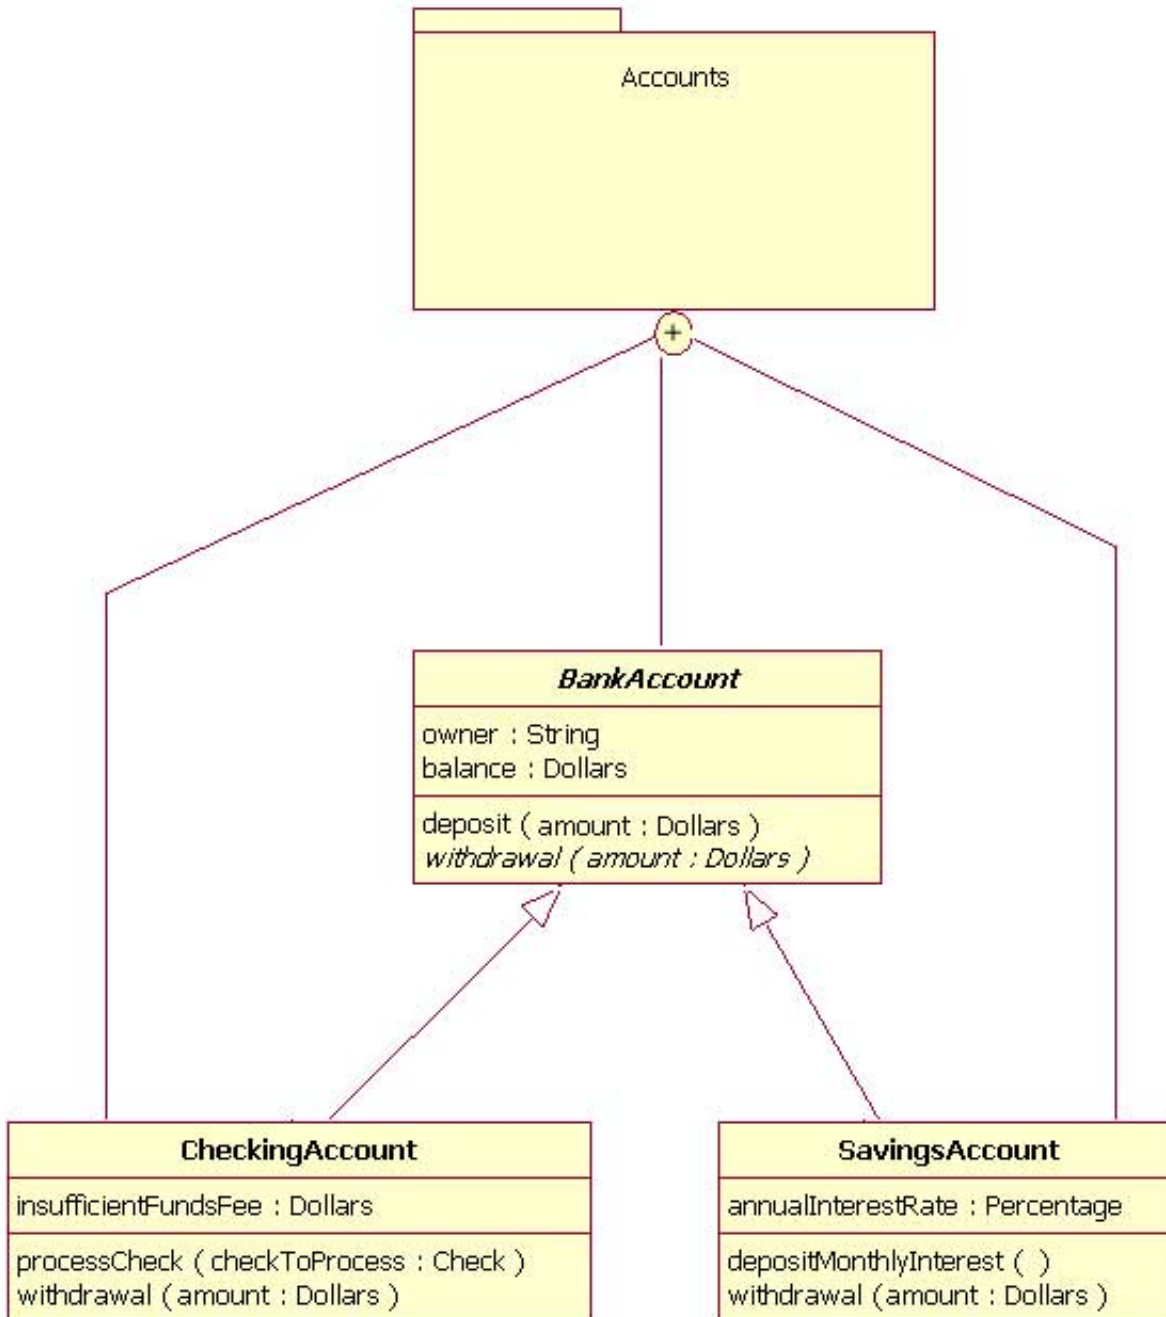 Accounts
+
BankAccount
owner : String
balance : Dollars
deposit ( amount : Dollars )
withdrawal ( amount : Dollars )
CheckingAccount
insufficientFundsFee : Dollars
processCheck ( checkToProcess : Check )
withdrawal ( amount : Dollars )
SavingsAccount
annualInterestRate : Percentage
depositMonthlyInterest ( )
withdrawal ( amount : Dollars )